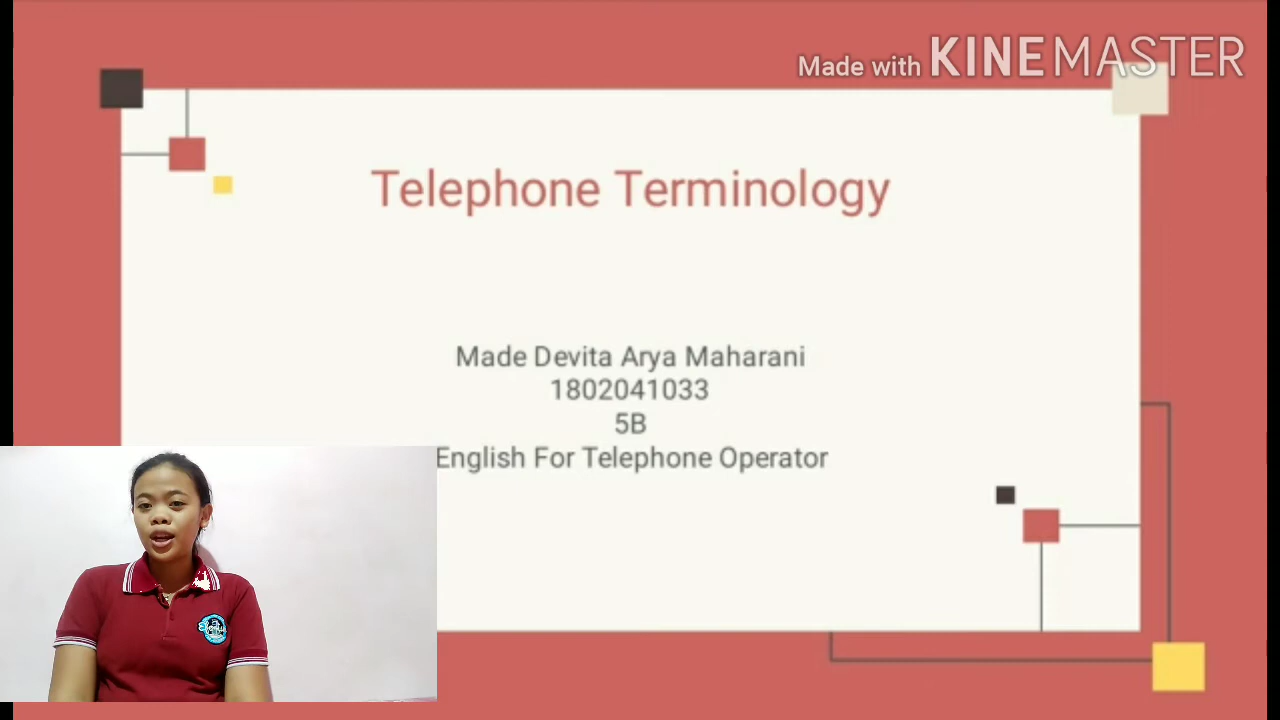 Made with KINEMASTER
Telephone Terminology
Made Devita Arya Maharani
1802041033
5B
English For Telephone Operator